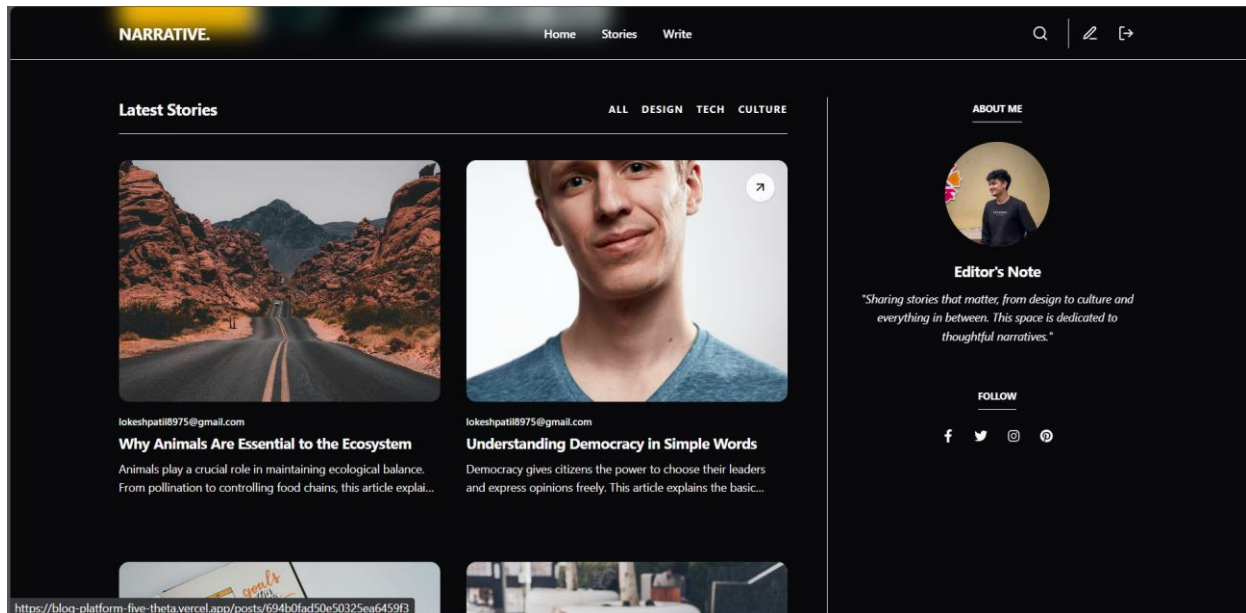 NARRATIVE.
Home Stories Write
Latest Stories
ALL DESIGN TECH CULTURE
lokeshpatil8975@gmail.com
Why Animals Are Essential to the Ecosystem
Animals play a crucial role in maintaining ecological balance.
From pollination to controlling food chains, this article explai...
lokeshpatil8975@gmail.com
Understanding Democracy in Simple Words
Democracy gives citizens the power to choose their leaders
and express opinions freely. This article explains the basic...
ABOUT ME
Editor's Note
"Sharing stories that matter, from design to culture and
everything in between. This space is dedicated to
thoughtful narratives."
FOLLOW
goals
https://blog-platform-five-theta.vercel.app/posts/694b0fad50e50325ea6459f3